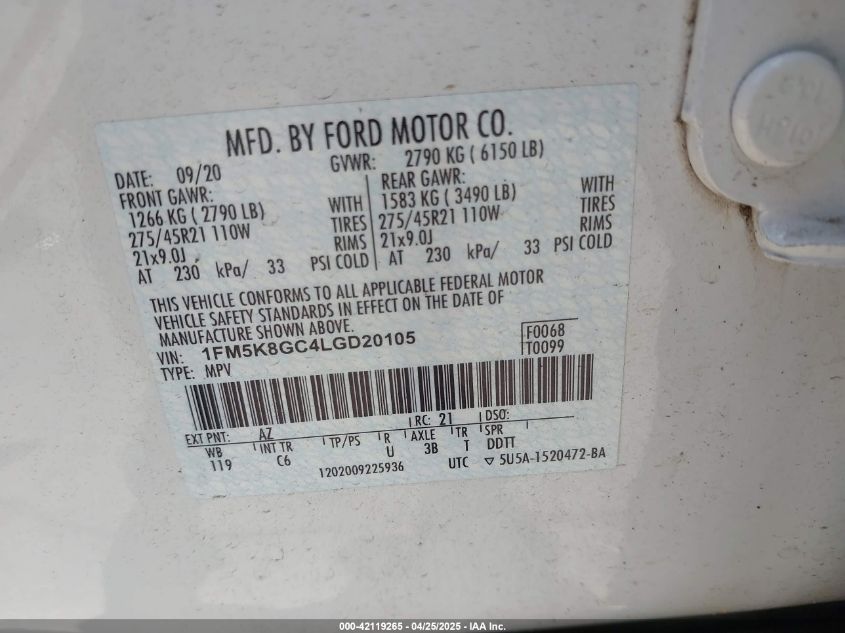 MFD. BY FORD MOTOR CO.
DATE: 09/20 GVWR: 2790 KG ( 6150 LB)
FRONT GAWR: REAR GAWR:
1266 KG ( 2790 LB) WITH 1583 KG ( 3490 LB) WITH
275/45R21 110W TIRES 275/45R21 110W TIRES
21x9.0J RIMS 21x9.0J RIMS
AT 230 kPa/ 33 PSI COLD AT 230 kPa/ 33 PSI COLD
THIS VEHICLE CONFORMS TO ALL APPLICABLE FEDERAL MOTOR
VEHICLE SAFETY STANDARDS IN EFFECT ON THE DATE OF
MANUFACTURE SHOWN ABOVE.
VIN: 1FM5K8GC4LGD20105 F0068
TYPE: MPV T0099
EXT PNT: AZ RC: 21 DSO:
WB INT TR TP/PS R AXLE TR SPR
119 C6 U 3B T DDTT
1202009225936 UTC ▽ 5U5A-1520472-BA
000-42119265 - 04/25/2025 - IAA Inc.